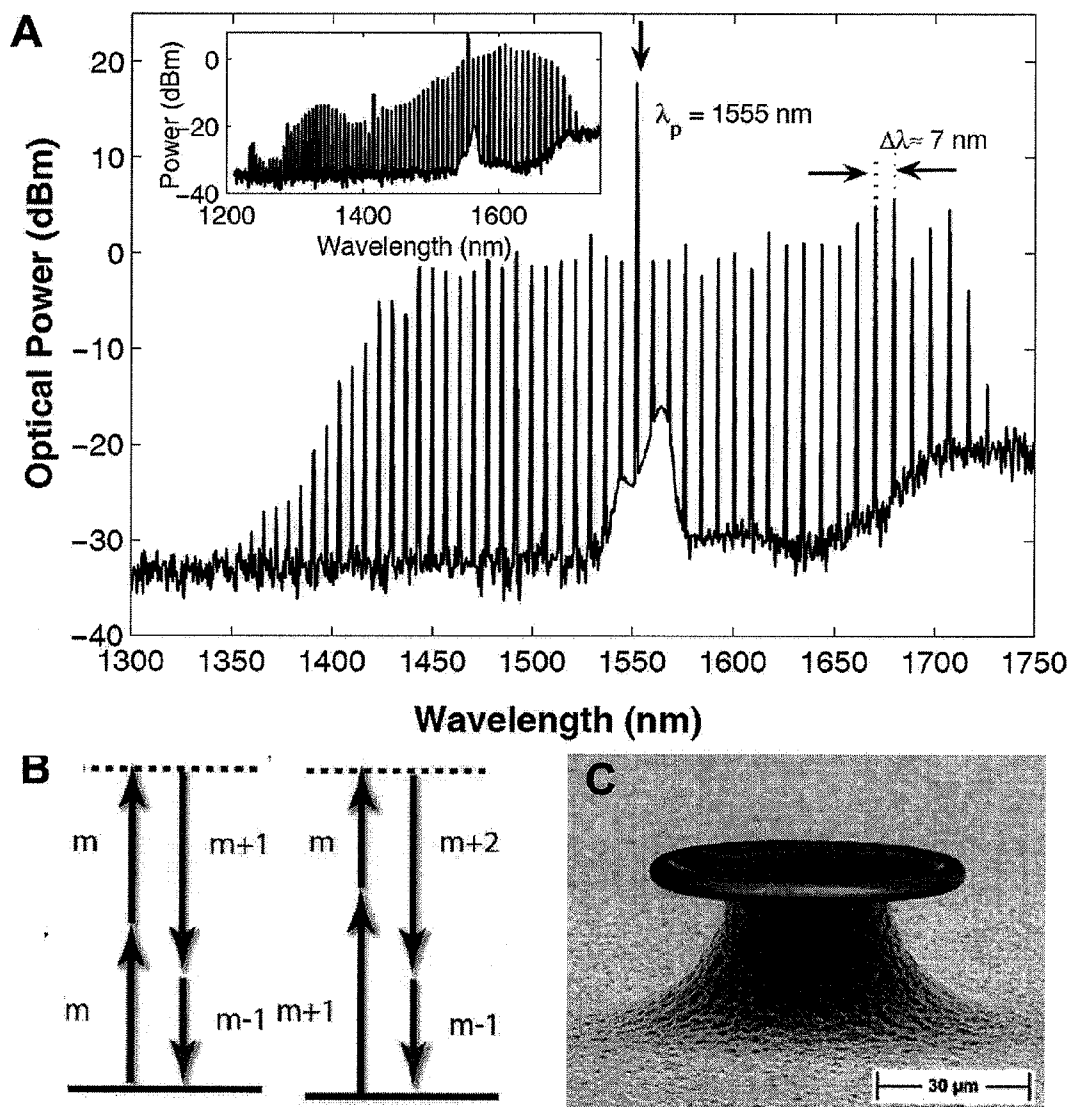 A
20
10
0
−10
−20
−30
−40
Optical Power (dBm)
1300 1350 1400 1450 1500 1550 1600 1650 1700 1750
Wavelength (nm)
0
−20
−40
Power (dBm)
1200 1400 1600
Wavelength (nm)
λp = 1555 nm
Δλ≈ 7 nm
B
m m+1 m m+2
m m-1 m+1 m-1
C
30 µm